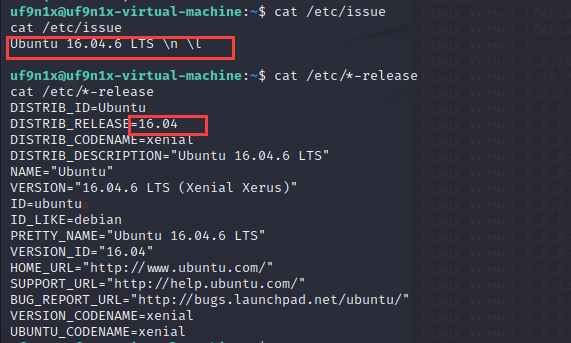 uf9n1x@uf9n1x-virtual-machine:~$ cat /etc/issue
cat /etc/issue
Ubuntu 16.04.6 LTS \n \l
uf9n1x@uf9n1x-virtual-machine:~$ cat /etc/*-release
cat /etc/*-release
DISTRIB_ID=Ubuntu
DISTRIB_RELEASE=16.04
DISTRIB_CODENAME=xenial
DISTRIB_DESCRIPTION="Ubuntu 16.04.6 LTS"
NAME="Ubuntu"
VERSION="16.04.6 LTS (Xenial Xerus)"
ID=ubuntu
ID_LIKE=debian
PRETTY_NAME="Ubuntu 16.04.6 LTS"
VERSION_ID="16.04"
HOME_URL="http://www.ubuntu.com/"
SUPPORT_URL="http://help.ubuntu.com/"
BUG_REPORT_URL="http://bugs.launchpad.net/ubuntu/"
VERSION_CODENAME=xenial
UBUNTU_CODENAME=xenial